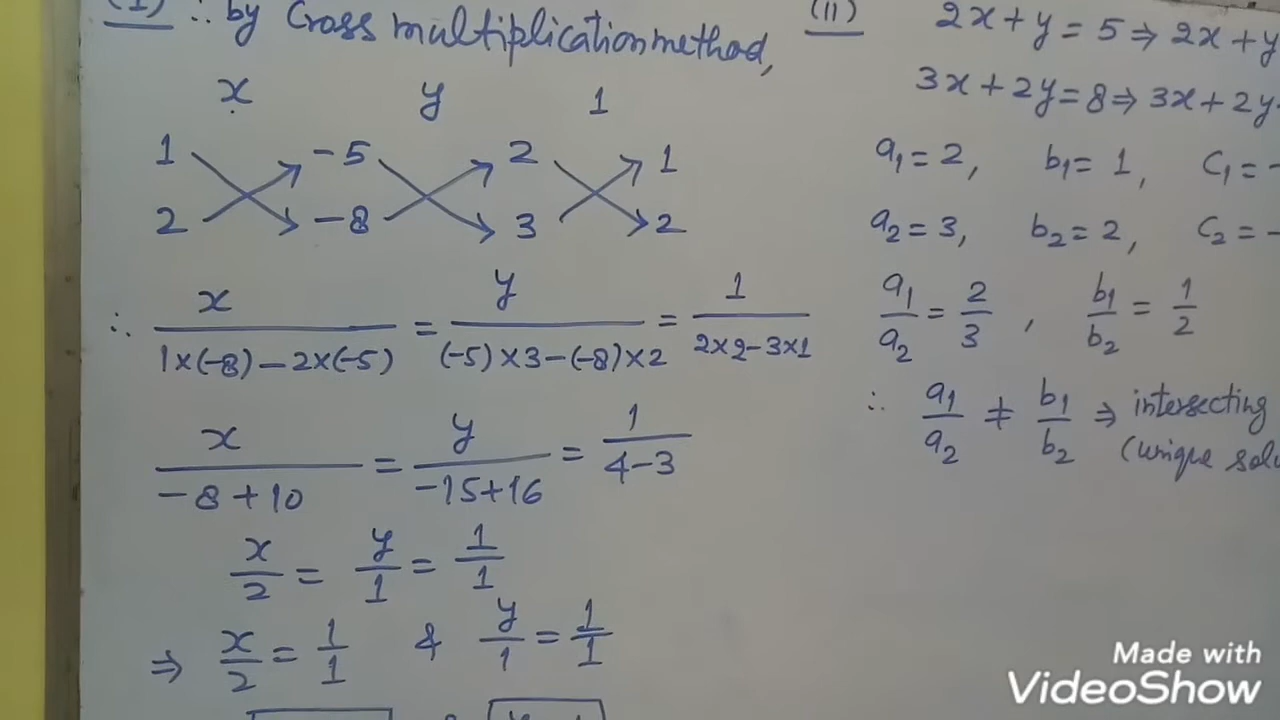 (I) ∴ by Cross multiplication method,
x y 1
1 -5 2 1
2 -8 3 2
∴ x/(1×(-8)-2×(-5)) = y/((-5)×3-(-8)×2) = 1/(2×2-3×1)
x/(-8+10) = y/(-15+16) = 1/(4-3)
x/2 = y/1 = 1/1
⇒ x/2 = 1/1 & y/1 = 1/1
(II) 2x+y=5⇒2x+y
3x+2y=8⇒3x+2y-
a₁=2, b₁=1, c₁=-
a₂=3, b₂=2, c₂=-
a₁/a₂ = 2/3, b₁/b₂ = 1/2
∴ a₁/a₂ ≠ b₁/b₂ ⇒ intersecting
(unique solu
Made with
VideoShow